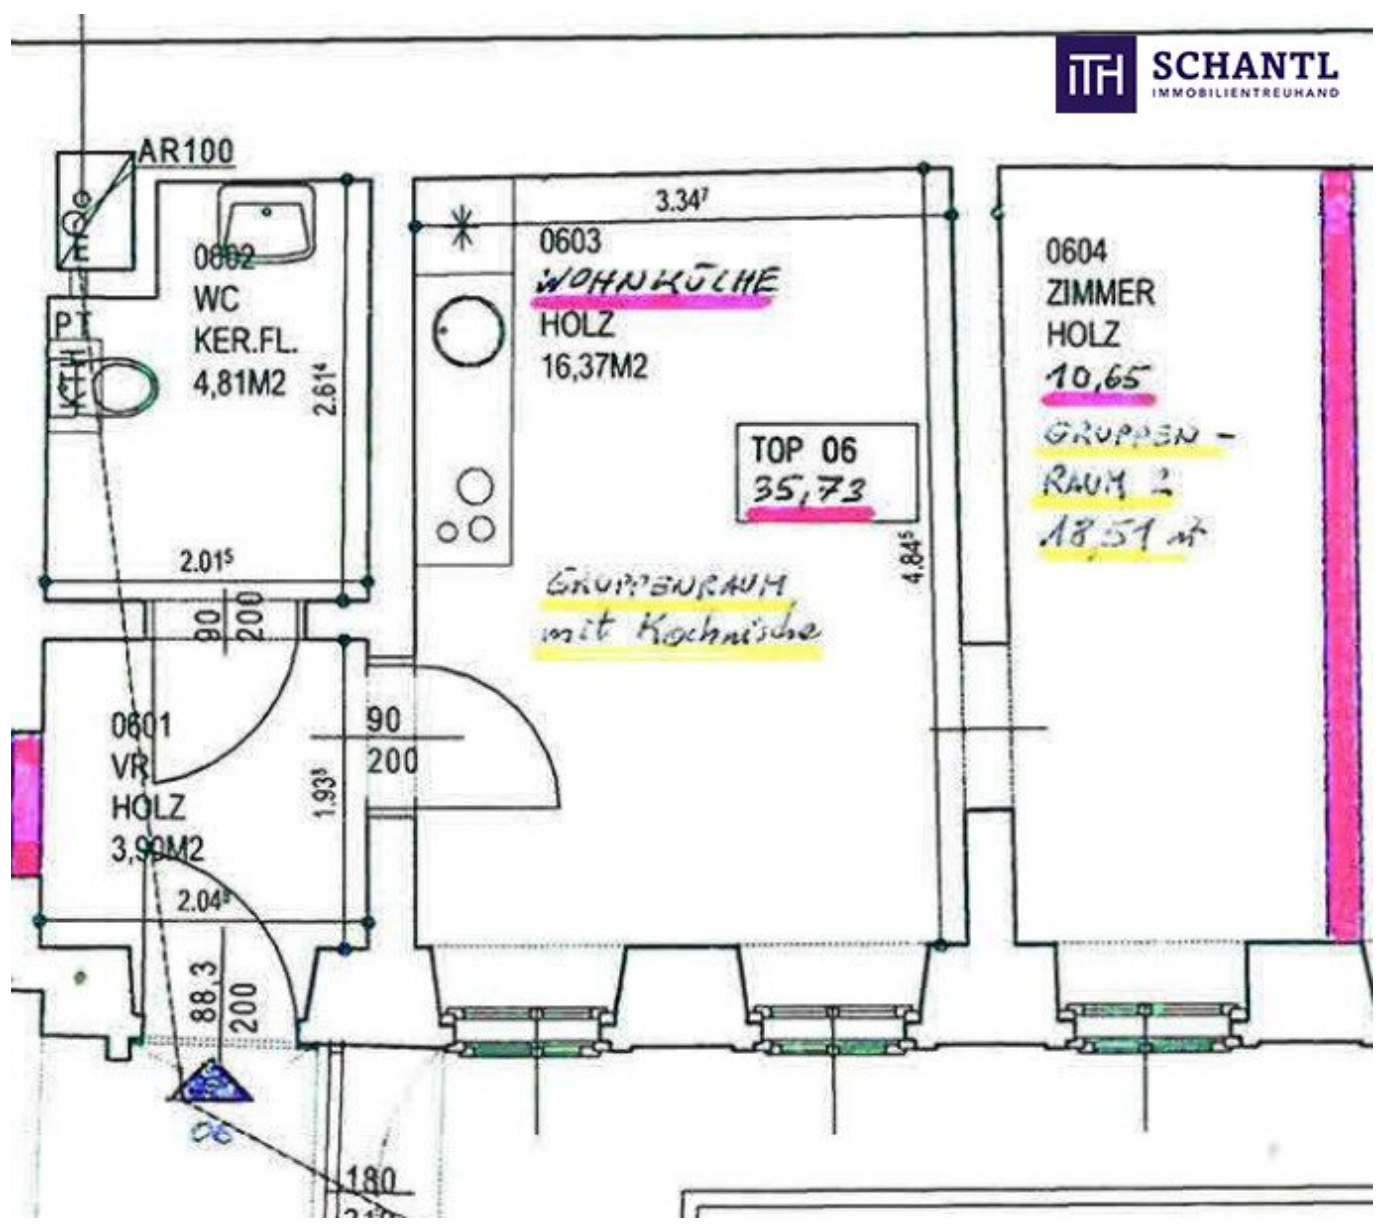 ITH SCHANTL
IMMOBILIENTREUHAND
AR100
E
3.34⁷
0602
WC
KER.FL.
4,81M2
PT
KTH
2.61⁴
2.01⁵
90
200
0603
WOHNKÜCHE
HOLZ
16,37M2
TOP 06
35,73
GRUPPENRAUM
mit Kochnische
4.84⁵
0604
ZIMMER
HOLZ
10,65
GRUPPEN-
RAUM 2
18,51 m²
0601
VR
HOLZ
3,90M2
90
200
1.93⁵
2.04⁵
88,3
200
06
180